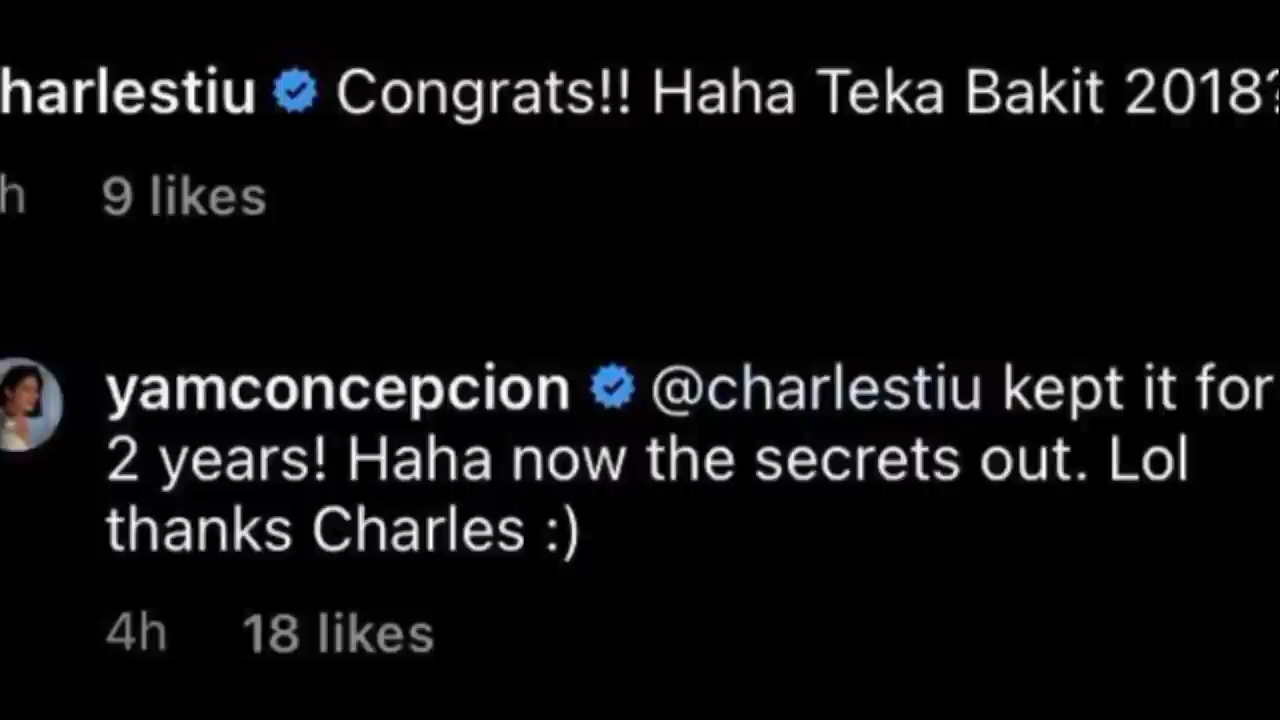 harlestiu Congrats!! Haha Teka Bakit 2018?
h 9 likes
yamconcepcion @charlestiu kept it for
2 years! Haha now the secrets out. Lol
thanks Charles :)
4h 18 likes